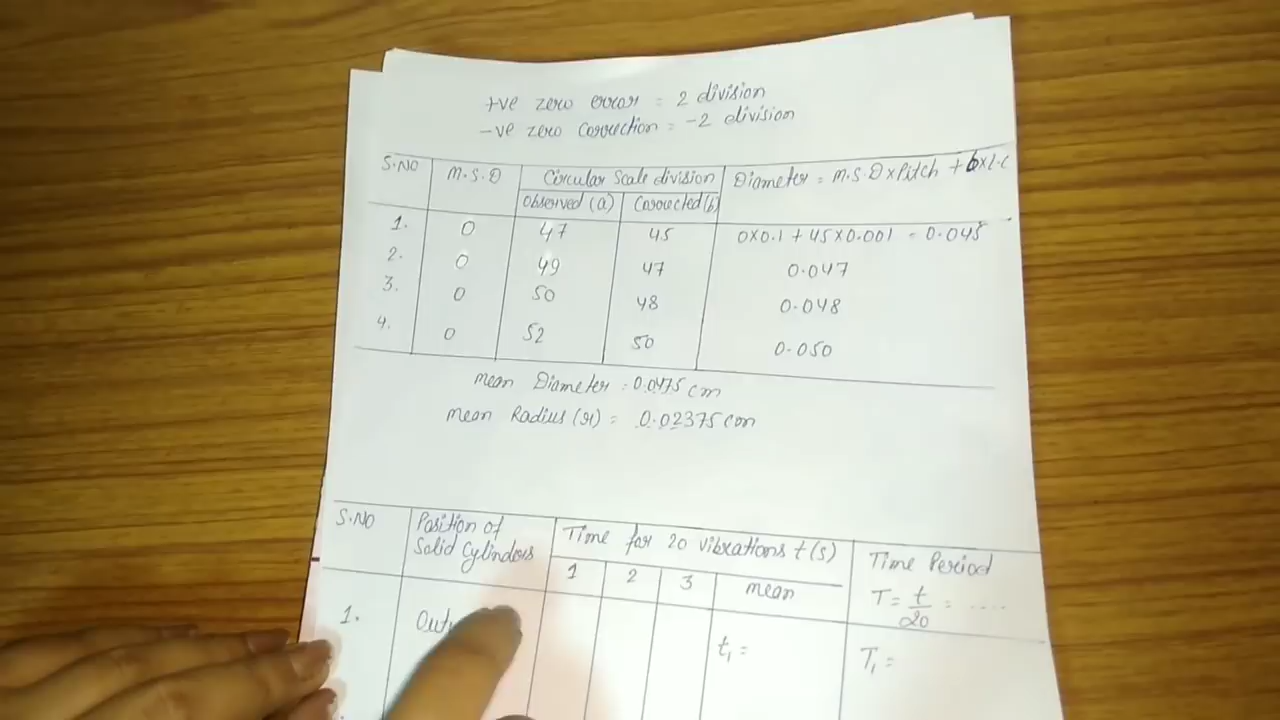 +ve zero error = 2 division
-ve zero correction = -2 division
S.NO M.S.D Circular Scale division Diameter = M.S.D x Pitch + b x L.C
Observed (a) Corrected (b)
1. 0 47 45 0x0.1 + 45x0.001 = 0.045
2. 0 49 47 0.047
3. 0 50 48 0.048
4. 0 52 50 0.050
mean Diameter = 0.0475 cm
mean Radius (r) = 0.02375 cm
S.NO Position of Solid Cylinders Time for 20 Vibrations t(s) Time Period
1 2 3 mean T = t/20 = ....
1. t₁ = T₁ =